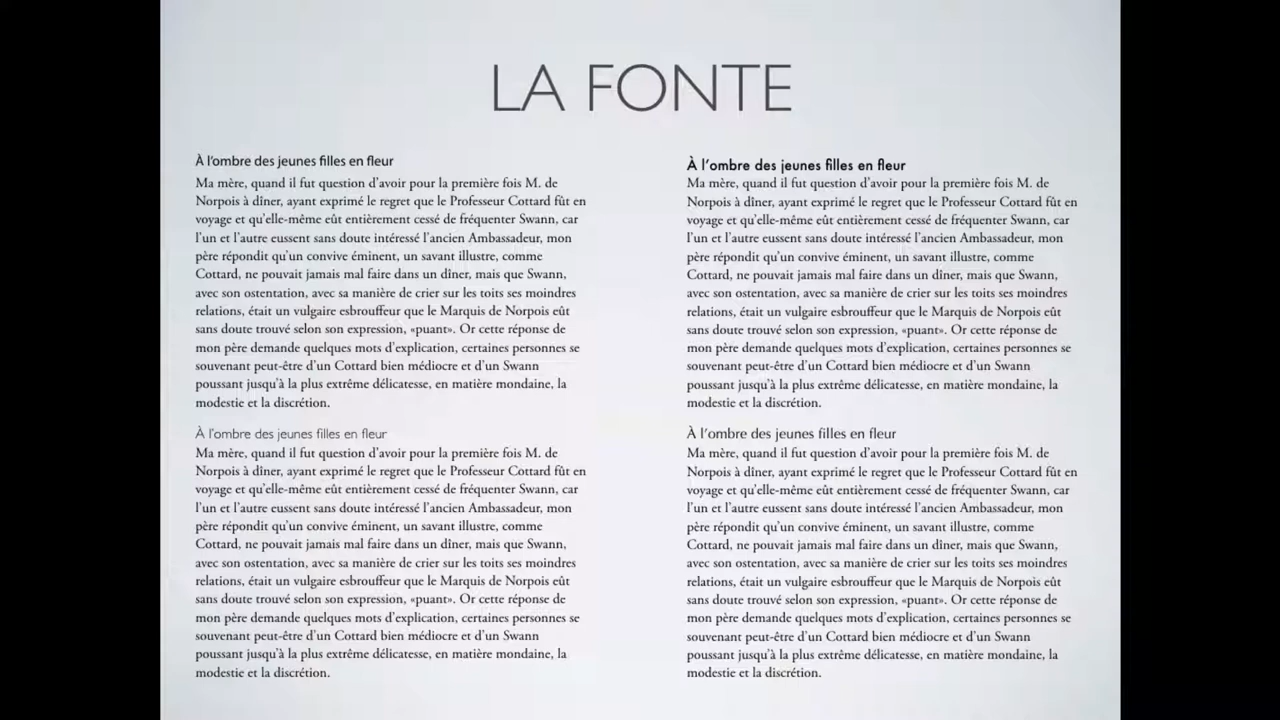 LA FONTE
À l'ombre des jeunes filles en fleur
Ma mère, quand il fut question d'avoir pour la première fois M. de
Norpois à dîner, ayant exprimé le regret que le Professeur Cottard fût en
voyage et qu'elle-même eût entièrement cessé de fréquenter Swann, car
l'un et l'autre eussent sans doute intéressé l'ancien Ambassadeur, mon
père répondit qu'un convive éminent, un savant illustre, comme
Cottard, ne pouvait jamais mal faire dans un dîner, mais que Swann,
avec son ostentation, avec sa manière de crier sur les toits ses moindres
relations, était un vulgaire esbrouffeur que le Marquis de Norpois eût
sans doute trouvé selon son expression, «puant». Or cette réponse de
mon père demande quelques mots d'explication, certaines personnes se
souvenant peut-être d'un Cottard bien médiocre et d'un Swann
poussant jusqu'à la plus extrême délicatesse, en matière mondaine, la
modestie et la discrétion.
À l'ombre des jeunes filles en fleur
Ma mère, quand il fut question d'avoir pour la première fois M. de
Norpois à dîner, ayant exprimé le regret que le Professeur Cottard fût en
voyage et qu'elle-même eût entièrement cessé de fréquenter Swann, car
l'un et l'autre eussent sans doute intéressé l'ancien Ambassadeur, mon
père répondit qu'un convive éminent, un savant illustre, comme
Cottard, ne pouvait jamais mal faire dans un dîner, mais que Swann,
avec son ostentation, avec sa manière de crier sur les toits ses moindres
relations, était un vulgaire esbrouffeur que le Marquis de Norpois eût
sans doute trouvé selon son expression, «puant». Or cette réponse de
mon père demande quelques mots d'explication, certaines personnes se
souvenant peut-être d'un Cottard bien médiocre et d'un Swann
poussant jusqu'à la plus extrême délicatesse, en matière mondaine, la
modestie et la discrétion.
À l'ombre des jeunes filles en fleur
Ma mère, quand il fut question d'avoir pour la première fois M. de
Norpois à dîner, ayant exprimé le regret que le Professeur Cottard fût en
voyage et qu'elle-même eût entièrement cessé de fréquenter Swann, car
l'un et l'autre eussent sans doute intéressé l'ancien Ambassadeur, mon
père répondit qu'un convive éminent, un savant illustre, comme
Cottard, ne pouvait jamais mal faire dans un dîner, mais que Swann,
avec son ostentation, avec sa manière de crier sur les toits ses moindres
relations, était un vulgaire esbrouffeur que le Marquis de Norpois eût
sans doute trouvé selon son expression, «puant». Or cette réponse de
mon père demande quelques mots d'explication, certaines personnes se
souvenant peut-être d'un Cottard bien médiocre et d'un Swann
poussant jusqu'à la plus extrême délicatesse, en matière mondaine, la
modestie et la discrétion.
À l'ombre des jeunes filles en fleur
Ma mère, quand il fut question d'avoir pour la première fois M. de
Norpois à dîner, ayant exprimé le regret que le Professeur Cottard fût en
voyage et qu'elle-même eût entièrement cessé de fréquenter Swann, car
l'un et l'autre eussent sans doute intéressé l'ancien Ambassadeur, mon
père répondit qu'un convive éminent, un savant illustre, comme
Cottard, ne pouvait jamais mal faire dans un dîner, mais que Swann,
avec son ostentation, avec sa manière de crier sur les toits ses moindres
relations, était un vulgaire esbrouffeur que le Marquis de Norpois eût
sans doute trouvé selon son expression, «puant». Or cette réponse de
mon père demande quelques mots d'explication, certaines personnes se
souvenant peut-être d'un Cottard bien médiocre et d'un Swann
poussant jusqu'à la plus extrême délicatesse, en matière mondaine, la
modestie et la discrétion.